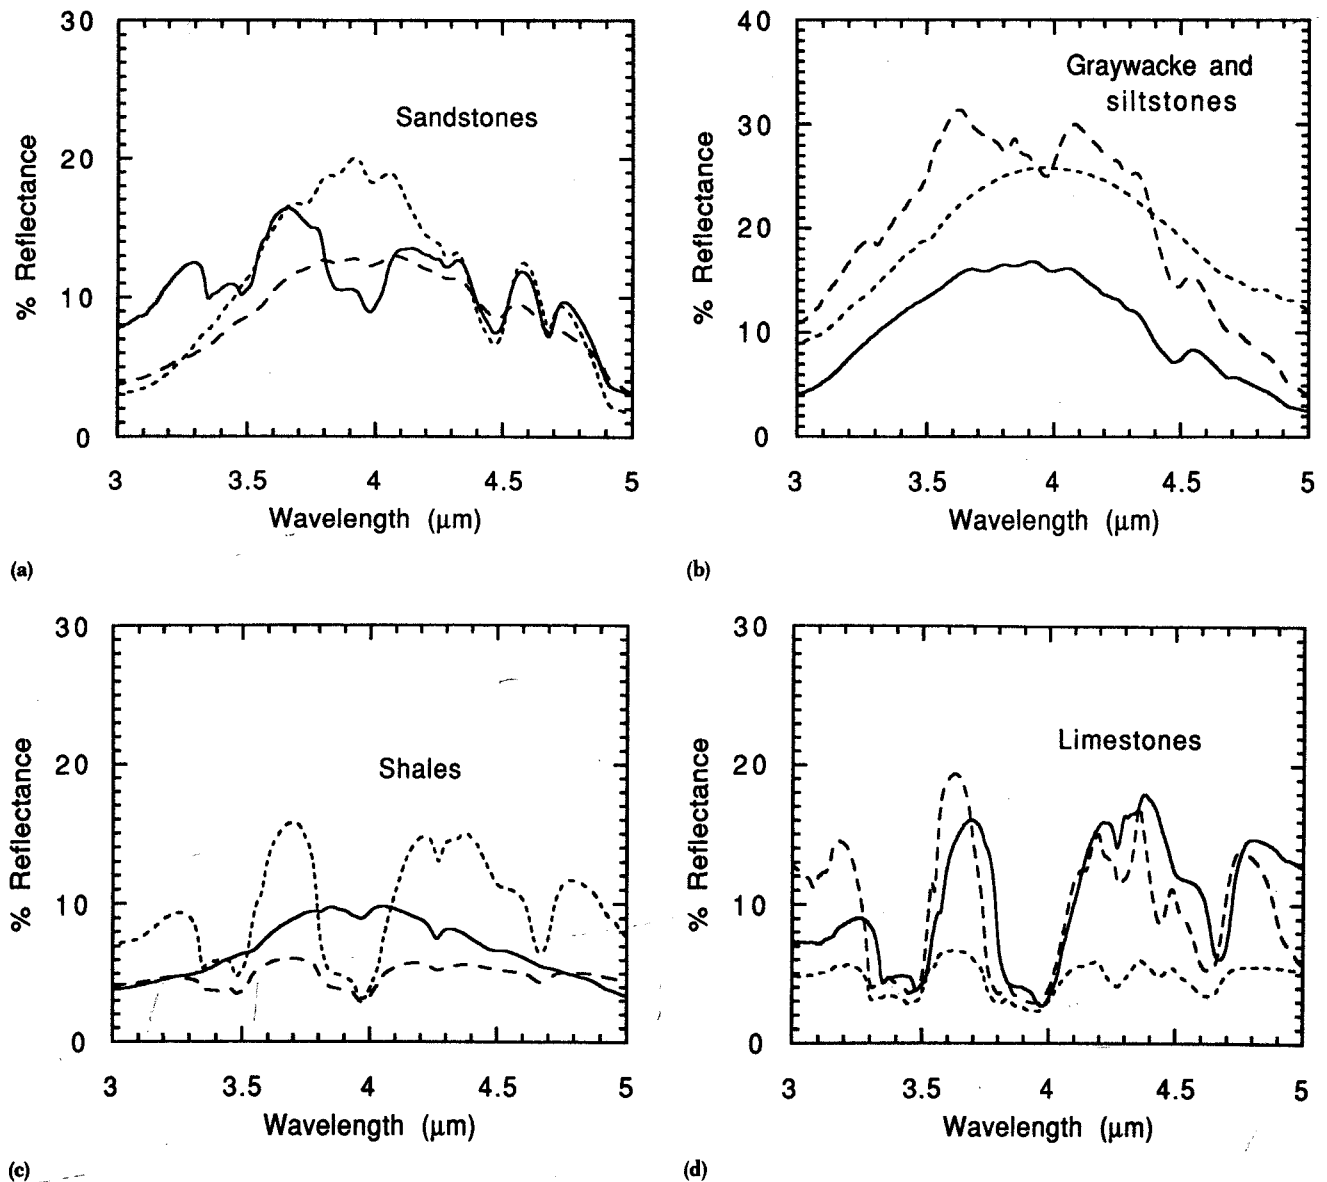 30
20
10
0
% Reflectance
Sandstones
3
3.5
4
4.5
5
Wavelength (μm)
(a)
40
30
20
10
0
% Reflectance
Graywacke and
siltstones
3
3.5
4
4.5
5
Wavelength (μm)
(b)
30
20
10
0
% Reflectance
Shales
3
3.5
4
4.5
5
Wavelength (μm)
(c)
30
20
10
0
% Reflectance
Limestones
3
3.5
4
4.5
5
Wavelength (μm)
(d)